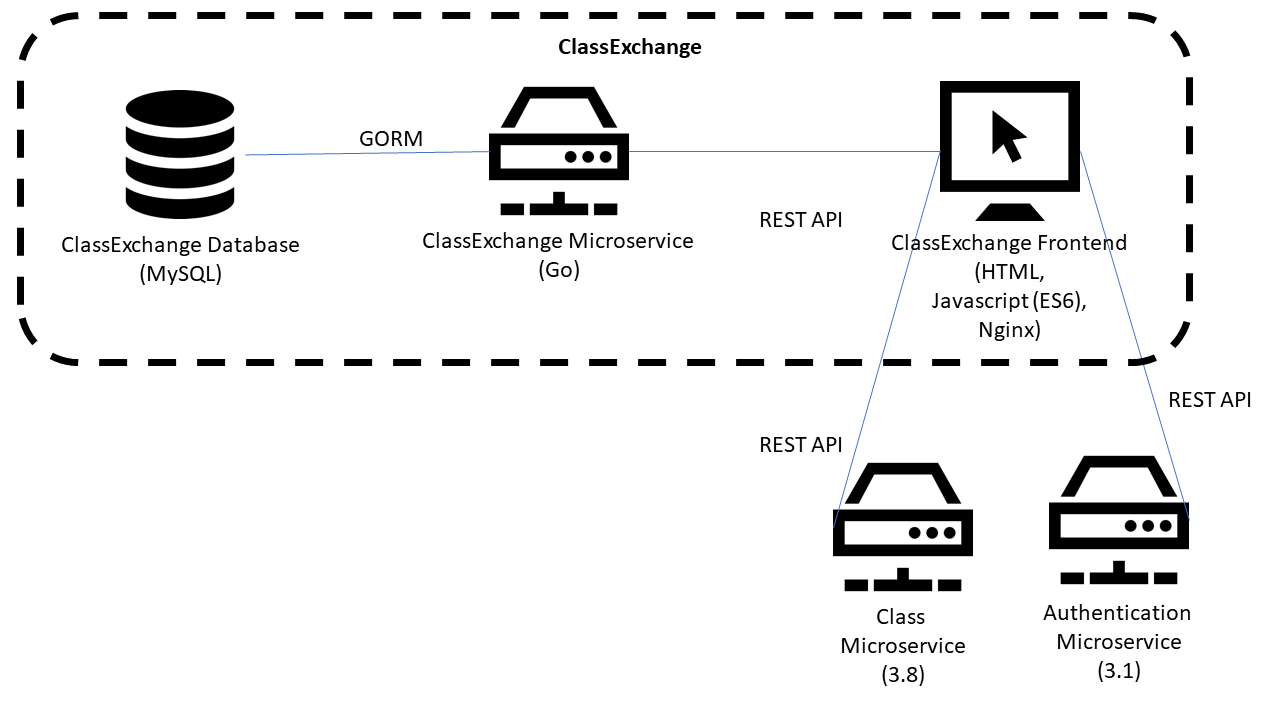 ClassExchange
GORM
REST API
ClassExchange Database
(MySQL)
ClassExchange Microservice
(Go)
ClassExchange Frontend
(HTML,
Javascript (ES6),
Nginx)
REST API
REST API
Class
Microservice
(3.8)
Authentication
Microservice
(3.1)